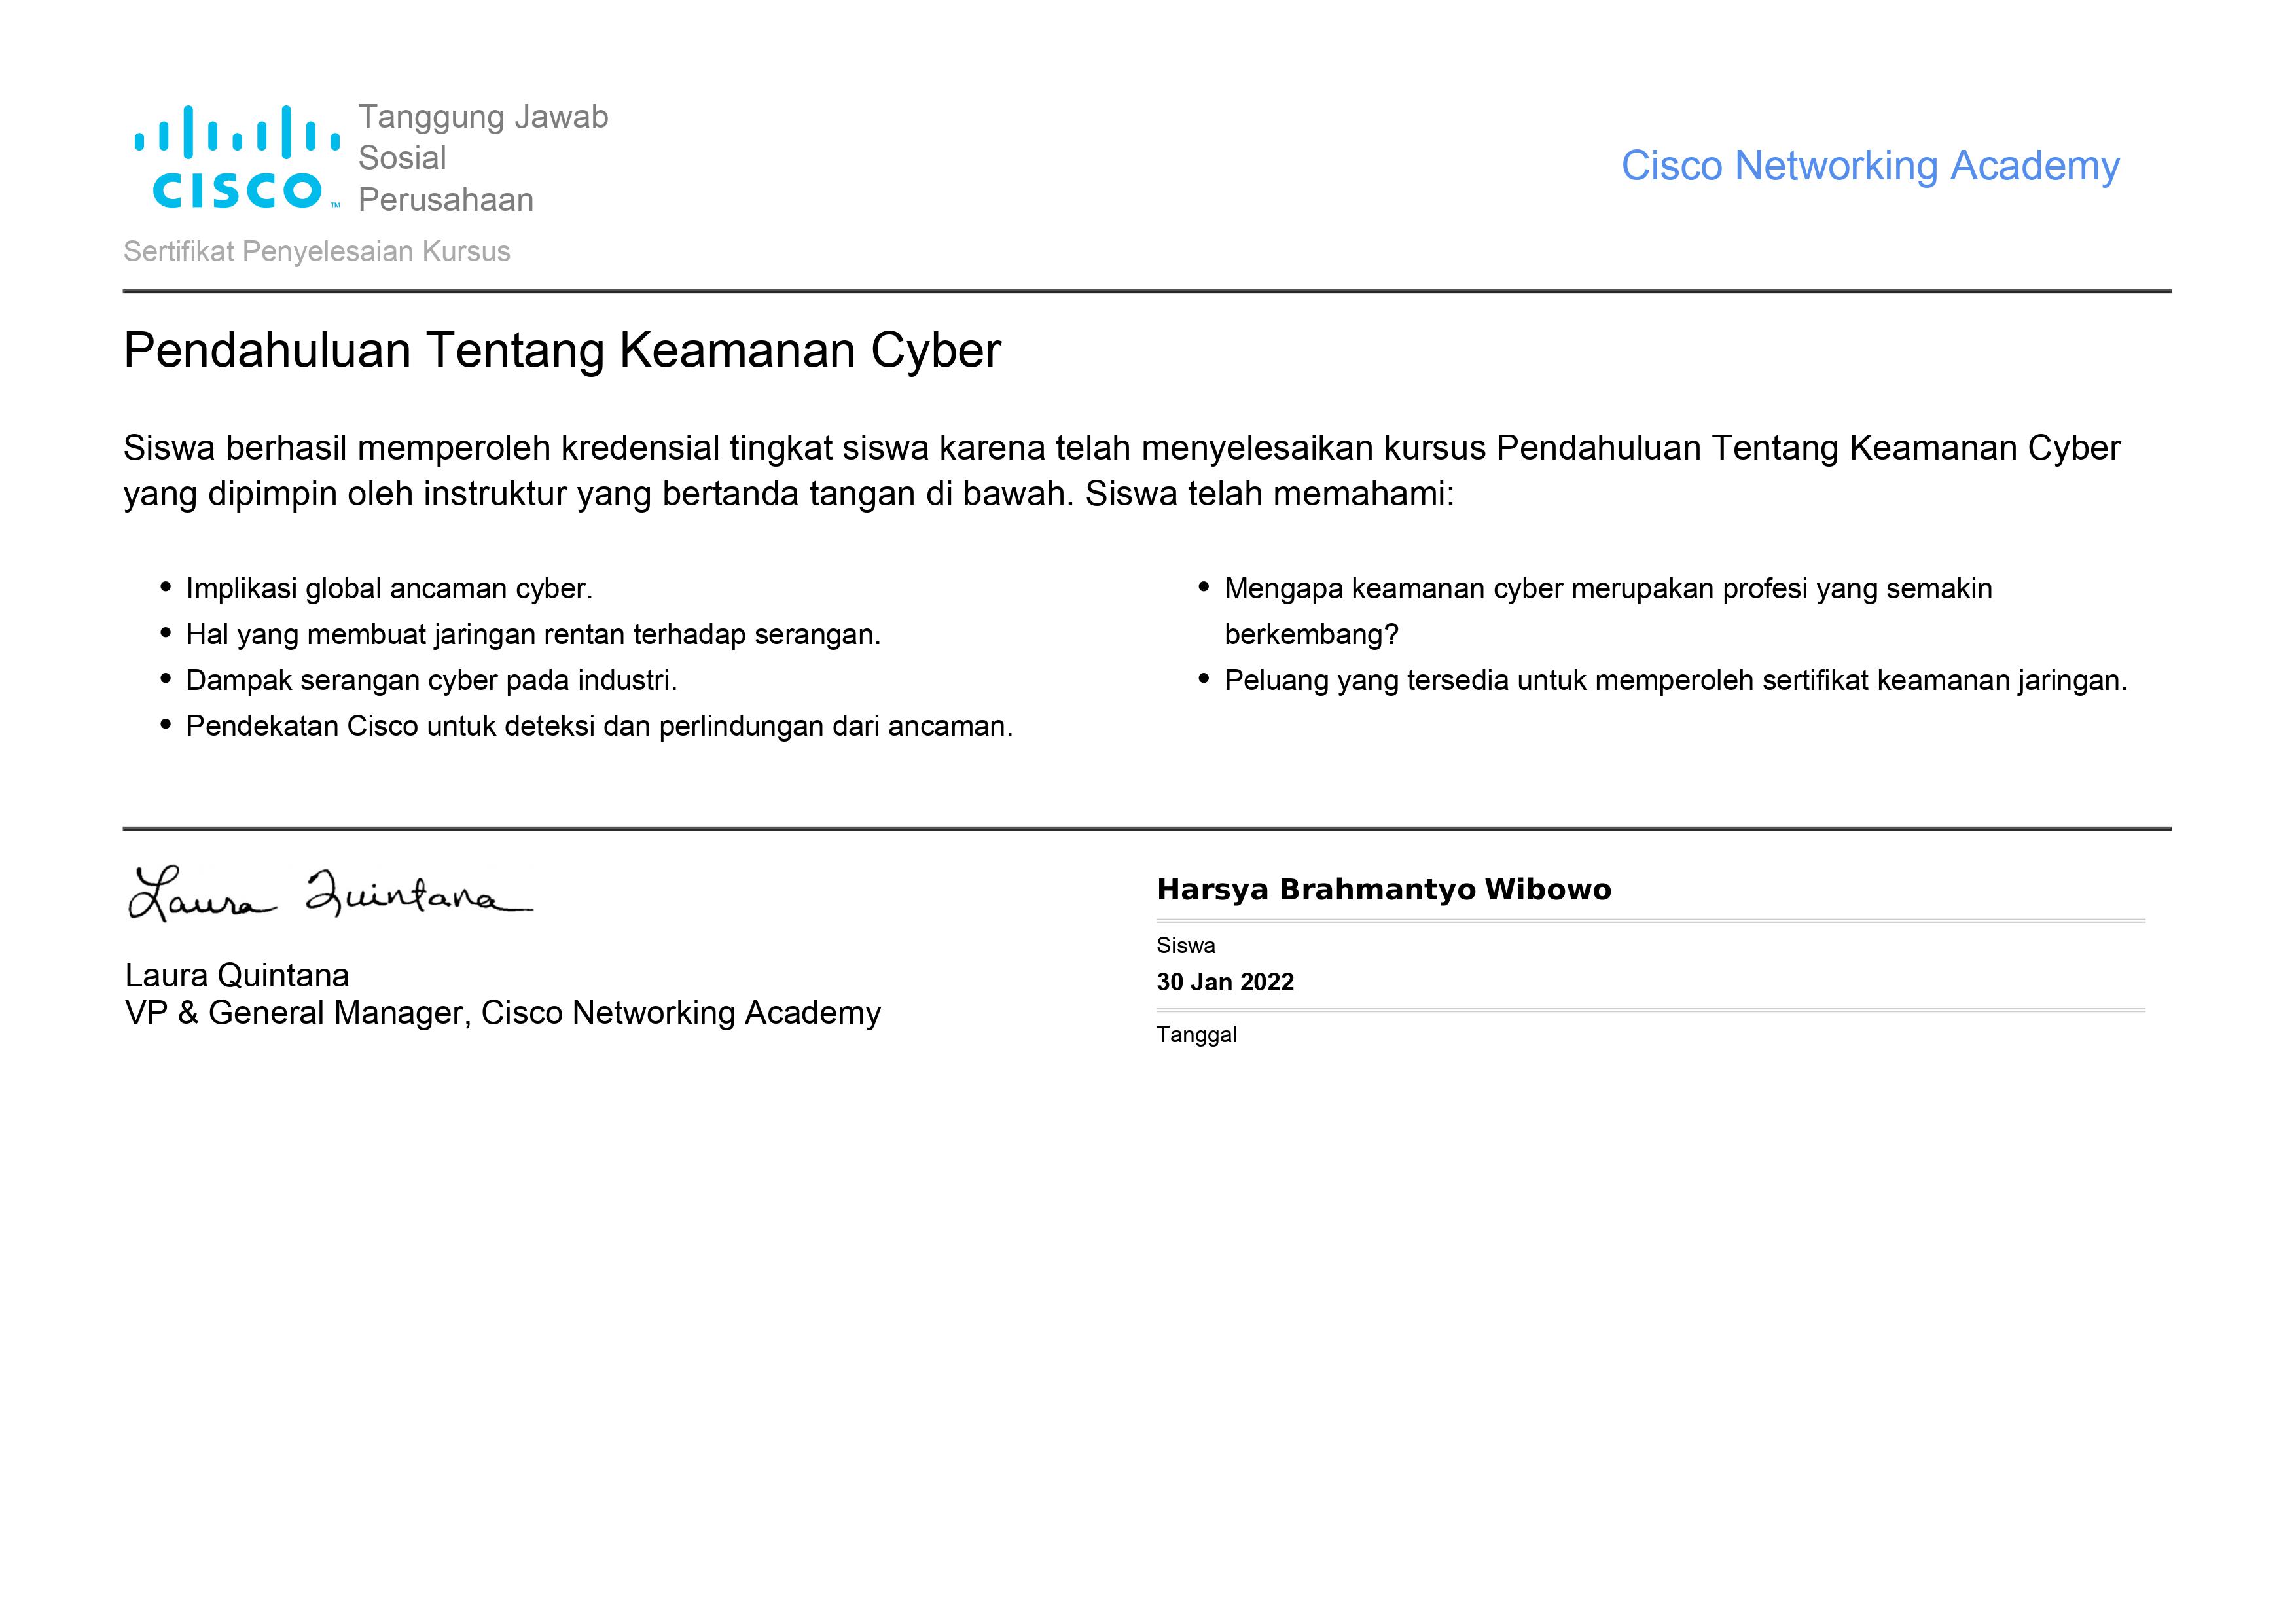 Tanggung Jawab
Sosial
Perusahaan
CISCO™
Cisco Networking Academy
Sertifikat Penyelesaian Kursus
Pendahuluan Tentang Keamanan Cyber
Siswa berhasil memperoleh kredensial tingkat siswa karena telah menyelesaikan kursus Pendahuluan Tentang Keamanan Cyber
yang dipimpin oleh instruktur yang bertanda tangan di bawah. Siswa telah memahami:
• Implikasi global ancaman cyber.
• Hal yang membuat jaringan rentan terhadap serangan.
• Dampak serangan cyber pada industri.
• Pendekatan Cisco untuk deteksi dan perlindungan dari ancaman.
• Mengapa keamanan cyber merupakan profesi yang semakin
berkembang?
• Peluang yang tersedia untuk memperoleh sertifikat keamanan jaringan.
Laura Quintana
Laura Quintana
VP & General Manager, Cisco Networking Academy
Harsya Brahmantyo Wibowo
Siswa
30 Jan 2022
Tanggal